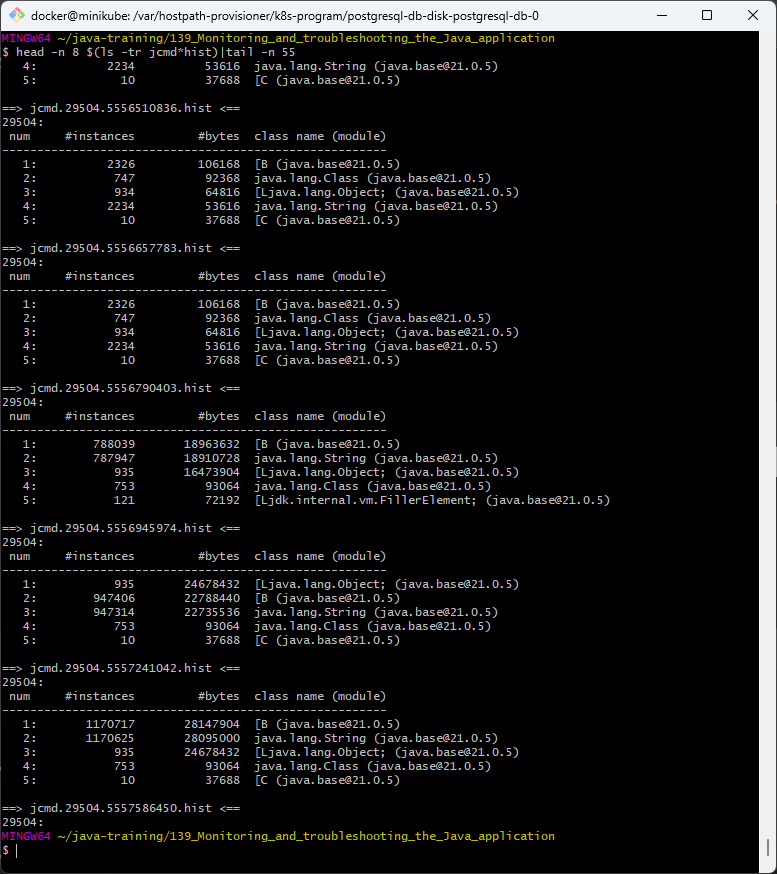 docker@minikube: /var/hostpath-provisioner/k8s-program/postgresql-db-disk-postgresql-db-0
MINGW64 ~/java-training/139_Monitoring_and_troubleshooting_the_Java_application
$ head -n 8 $(ls -tr jcmd*hist)|tail -n 55
   4:          2234          53616  java.lang.String (java.base@21.0.5)
   5:            10          37688  [C (java.base@21.0.5)

==> jcmd.29504.5556510836.hist <==
29504:
 num     #instances         #bytes  class name (module)
-------------------------------------------------------
   1:          2326         106168  [B (java.base@21.0.5)
   2:           747          92368  java.lang.Class (java.base@21.0.5)
   3:           934          64816  [Ljava.lang.Object; (java.base@21.0.5)
   4:          2234          53616  java.lang.String (java.base@21.0.5)
   5:            10          37688  [C (java.base@21.0.5)

==> jcmd.29504.5556657783.hist <==
29504:
 num     #instances         #bytes  class name (module)
-------------------------------------------------------
   1:          2326         106168  [B (java.base@21.0.5)
   2:           747          92368  java.lang.Class (java.base@21.0.5)
   3:           934          64816  [Ljava.lang.Object; (java.base@21.0.5)
   4:          2234          53616  java.lang.String (java.base@21.0.5)
   5:            10          37688  [C (java.base@21.0.5)

==> jcmd.29504.5556790403.hist <==
29504:
 num     #instances         #bytes  class name (module)
-------------------------------------------------------
   1:        788039       18963632  [B (java.base@21.0.5)
   2:        787947       18910728  java.lang.String (java.base@21.0.5)
   3:           935       16473904  [Ljava.lang.Object; (java.base@21.0.5)
   4:           753          93064  java.lang.Class (java.base@21.0.5)
   5:           121          72192  [Ljdk.internal.vm.FillerElement; (java.base@21.0.5)

==> jcmd.29504.5556945974.hist <==
29504:
 num     #instances         #bytes  class name (module)
-------------------------------------------------------
   1:           935       24678432  [Ljava.lang.Object; (java.base@21.0.5)
   2:        947406       22788440  [B (java.base@21.0.5)
   3:        947314       22735536  java.lang.String (java.base@21.0.5)
   4:           753          93064  java.lang.Class (java.base@21.0.5)
   5:            10          37688  [C (java.base@21.0.5)

==> jcmd.29504.5557241042.hist <==
29504:
 num     #instances         #bytes  class name (module)
-------------------------------------------------------
   1:       1170717       28147904  [B (java.base@21.0.5)
   2:       1170625       28095000  java.lang.String (java.base@21.0.5)
   3:           935       24678432  [Ljava.lang.Object; (java.base@21.0.5)
   4:           753          93064  java.lang.Class (java.base@21.0.5)
   5:            10          37688  [C (java.base@21.0.5)

==> jcmd.29504.5557586450.hist <==
29504:
MINGW64 ~/java-training/139_Monitoring_and_troubleshooting_the_Java_application
$